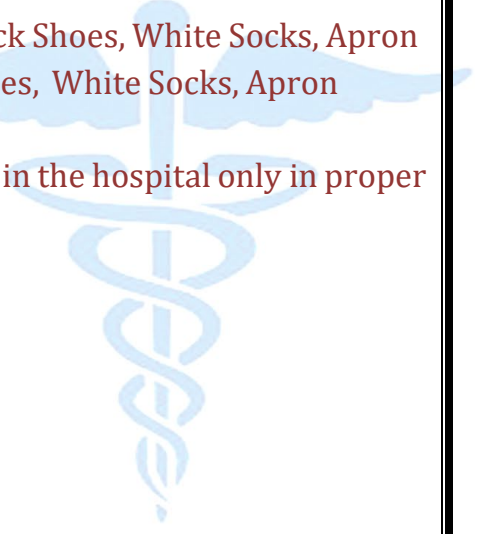 ck Shoes, White Socks, Apron
es, White Socks, Apron
in the hospital only in proper